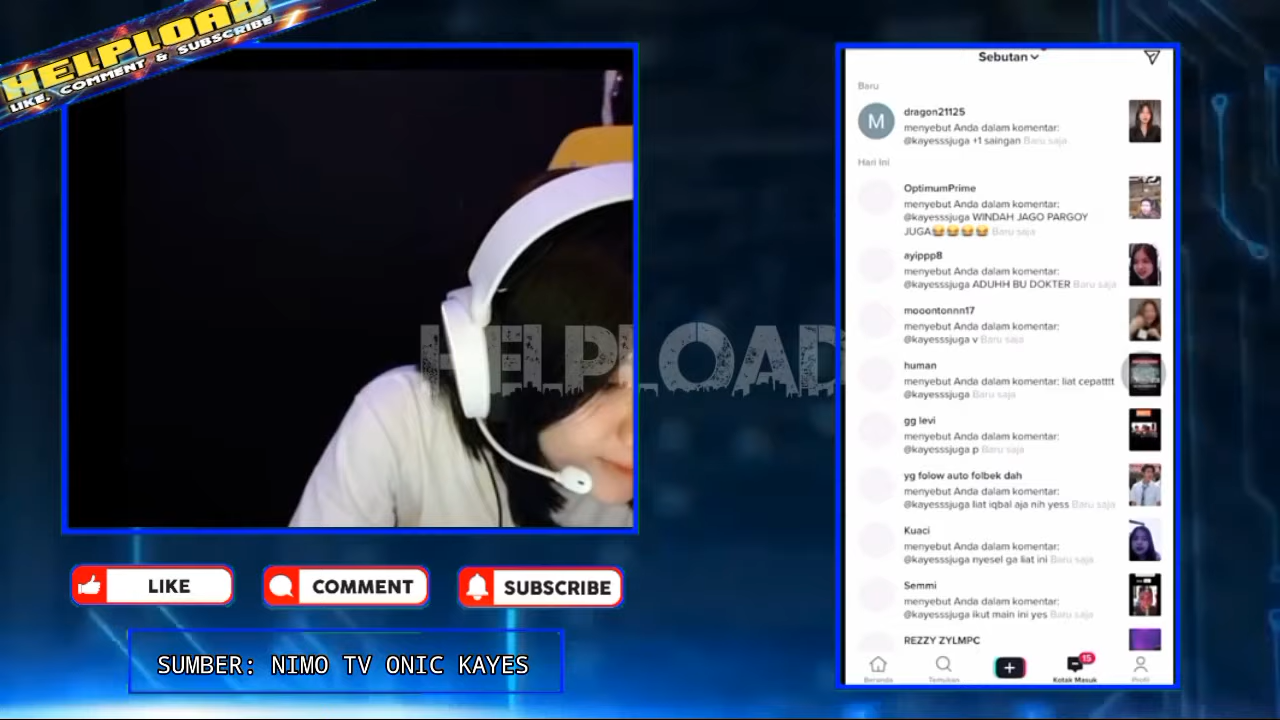 HELPLOAD
LIKE, COMMENT & SUBSCRIBE
Sebutan
Baru
M
dragon21125
menyebut Anda dalam komentar:
@kayesssjuga +1 saingan Baru saja
Hari Ini
OptimumPrime
menyebut Anda dalam komentar:
@kayesssjuga WINDAH JAGO PARGOY
JUGA😂😂😂😂 Baru saja
ayippp8
menyebut Anda dalam komentar:
@kayesssjuga ADUHH BU DOKTER Baru saja
mooontonnn17
menyebut Anda dalam komentar:
@kayesssjuga v Baru saja
human
menyebut Anda dalam komentar: liat cepatttt
@kayesssjuga Baru saja
gg levi
menyebut Anda dalam komentar:
@kayesssjuga p Baru saja
yg folow auto folbek dah
menyebut Anda dalam komentar:
@kayesssjuga liat iqbal aja nih yess Baru saja
Kuaci
menyebut Anda dalam komentar:
@kayesssjuga nyesel ga liat ini Baru saja
Semmi
menyebut Anda dalam komentar:
@kayesssjuga ikut main ini yes Baru saja
REZZY ZYLMPC
15
Beranda
Temukan
Kotak Masuk
Profil
HELPLOAD
LIKE
COMMENT
SUBSCRIBE
SUMBER: NIMO TV ONIC KAYES